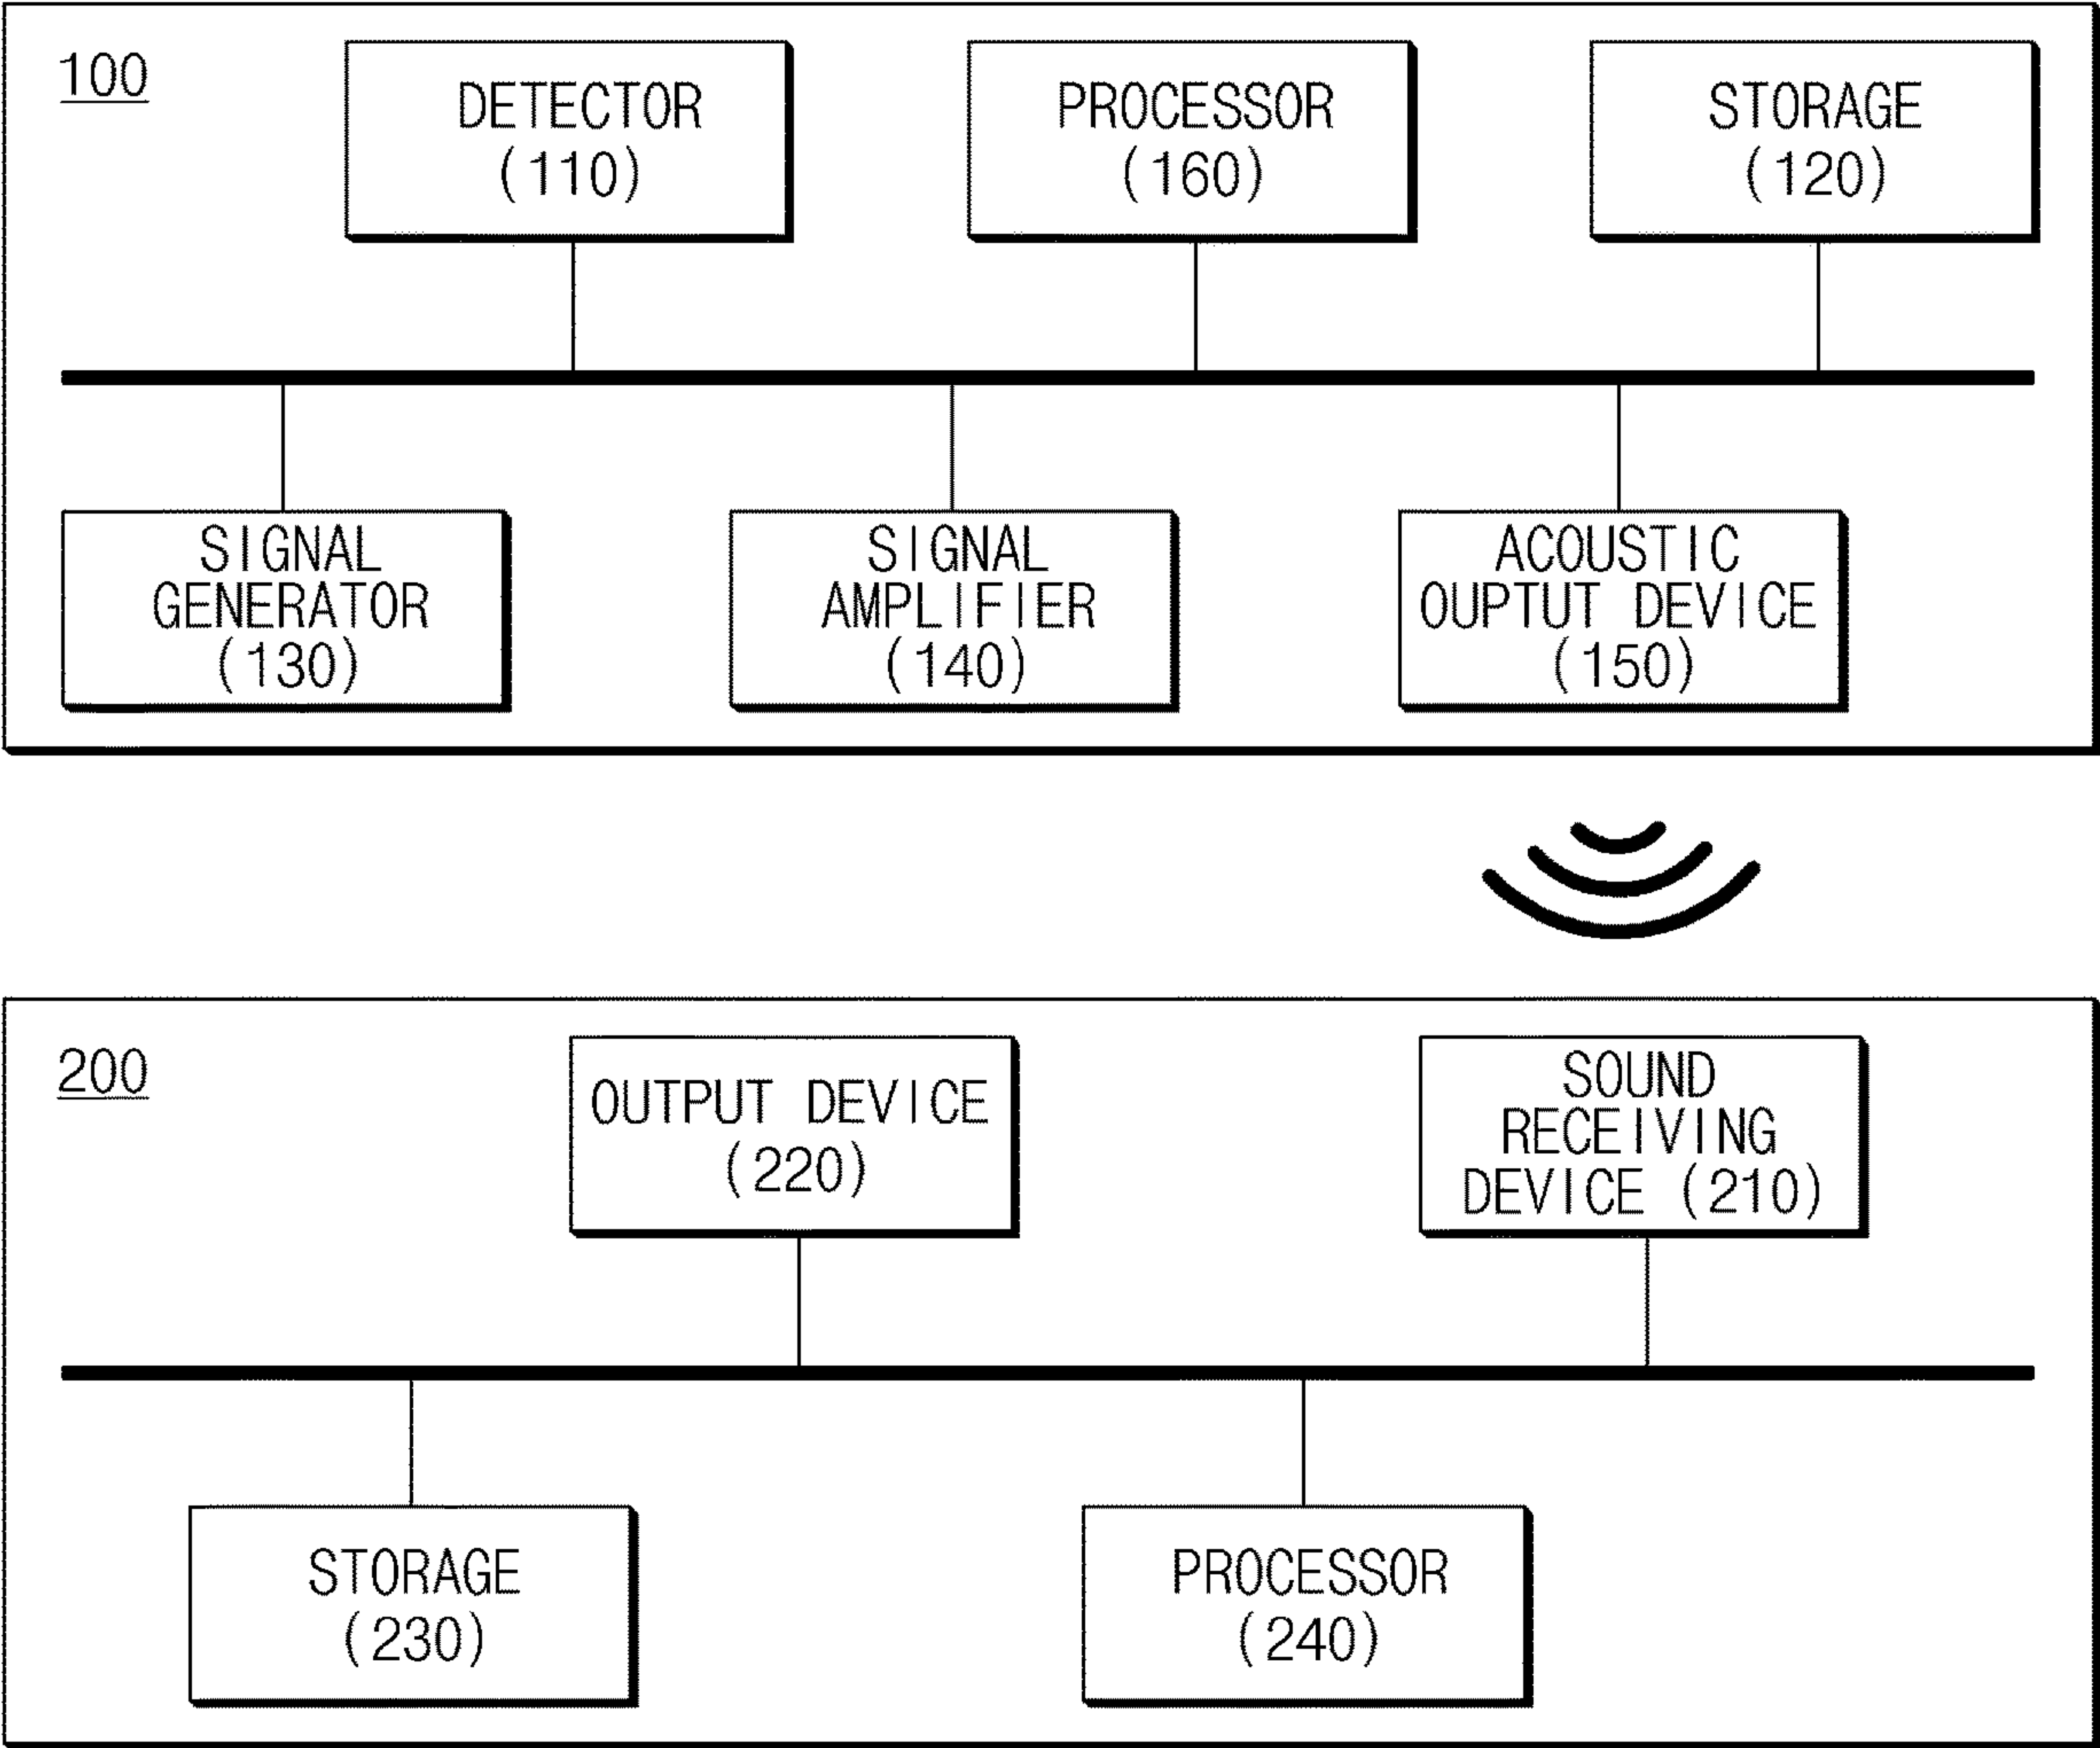 100
DETECTOR
(110)
PROCESSOR
(160)
STORAGE
(120)
SIGNAL
GENERATOR
(130)
SIGNAL
AMPLIFIER
(140)
ACOUSTIC
OUPTUT DEVICE
(150)
200
OUTPUT DEVICE
(220)
SOUND
RECEIVING
DEVICE (210)
STORAGE
(230)
PROCESSOR
(240)